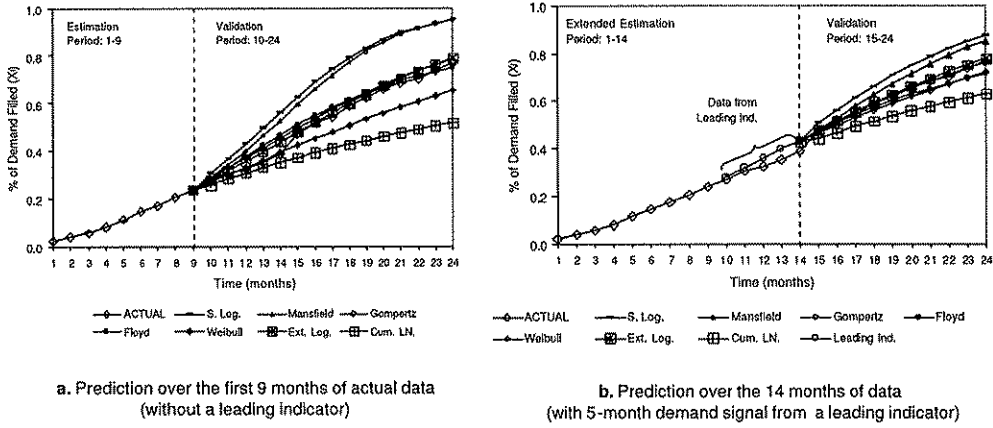 1.0
0.8
0.6
0.4
0.2
0.0
% of Demand Filled (Xi)
Estimation
Period: 1-9
Validation
Period: 10-24
1 2 3 4 5 6 7 8 9 10 11 12 13 14 15 16 17 18 19 20 21 22 23 24
Time (months)
ACTUAL S. Log. Mansfield Gompertz
Floyd Weibull Ext. Log. Cum. LN.
a. Prediction over the first 9 months of actual data
(without a leading indicator)
1.0
0.8
0.6
0.4
0.2
0.0
% of Demand Filled (Xi)
Extended Estimation
Period: 1-14
Validation
Period: 15-24
Data from
Leading Ind.
1 2 3 4 5 6 7 8 9 10 11 12 13 14 15 16 17 18 19 20 21 22 23 24
Time (months)
ACTUAL S. Log. Mansfield Gompertz Floyd
Weibull Ext. Log. Cum. LN. Leading Ind.
b. Prediction over the 14 months of data
(with 5-month demand signal from a leading indicator)